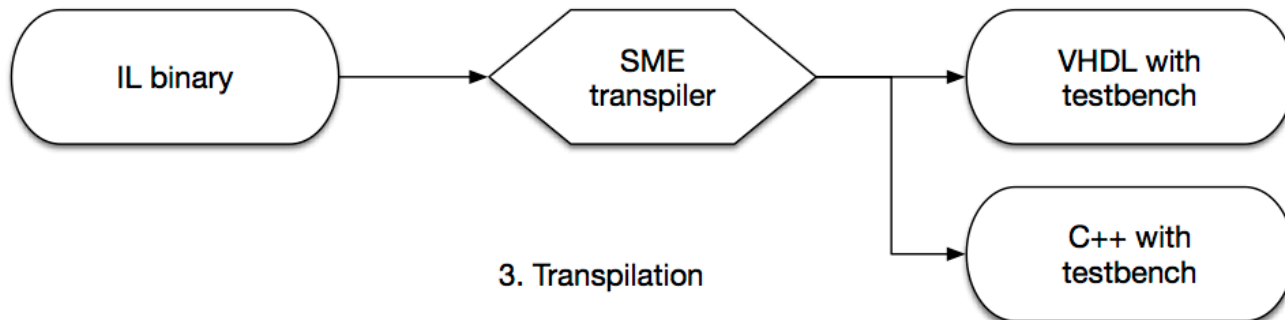 IL binary
SME
transpiler
VHDL with
testbench
C++ with
testbench
3. Transpilation